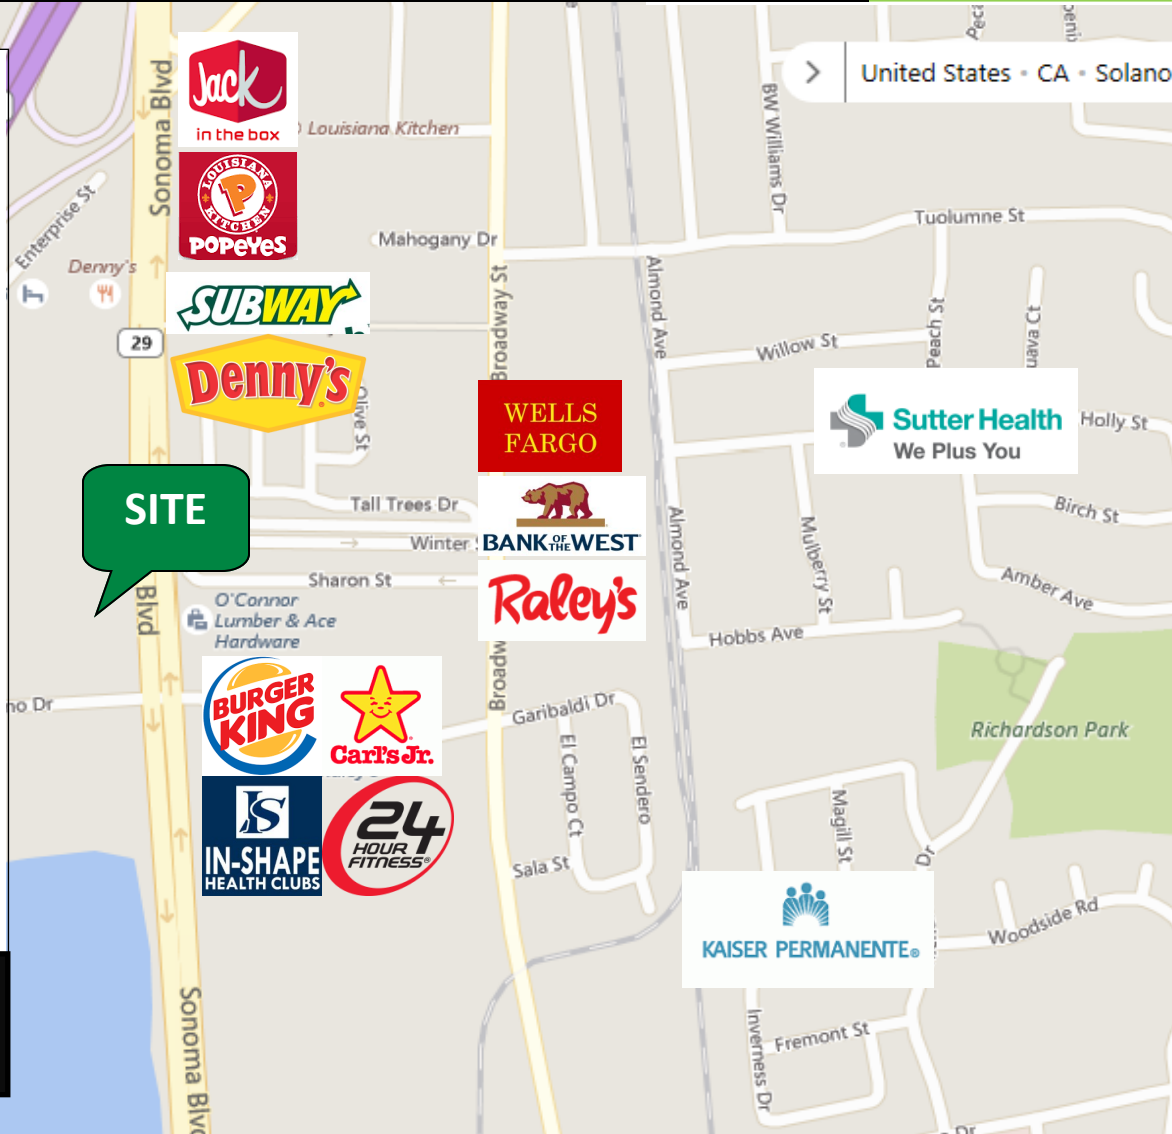 Sonoma Blvd
Jack
in the box
Louisiana Kitchen
LOUISIANA
KITCHEN
POPEYES
United States • CA • Solano
BW Williams Dr
Tuolumne St
Enterprise St
Mahogany Dr
Denny's
SUBWAY
29
Broadway St
Almond Ave
Willow St
Peach St
Denny's
Olive St
WELLS
FARGO
Sutter Health
We Plus You
Holly St
SITE
Tall Trees Dr
BANK OF THE WEST
Winter
Birch St
Almond Ave
Mulberry St
Sharon St
Raley's
Amber Ave
Blvd
O'Connor
Lumber & Ace
Hardware
Hobbs Ave
BURGER
KING
Carl's Jr.
Garibaldi Dr
Richardson Park
El Campo Ct
El Sendero
IS
IN-SHAPE
HEALTH CLUBS
24
HOUR
FITNESS®
Magill St
Sala St
Dr
KAISER PERMANENTE®
Woodside Rd
Sonoma Blvd
Inverness Dr
Fremont St
Dr